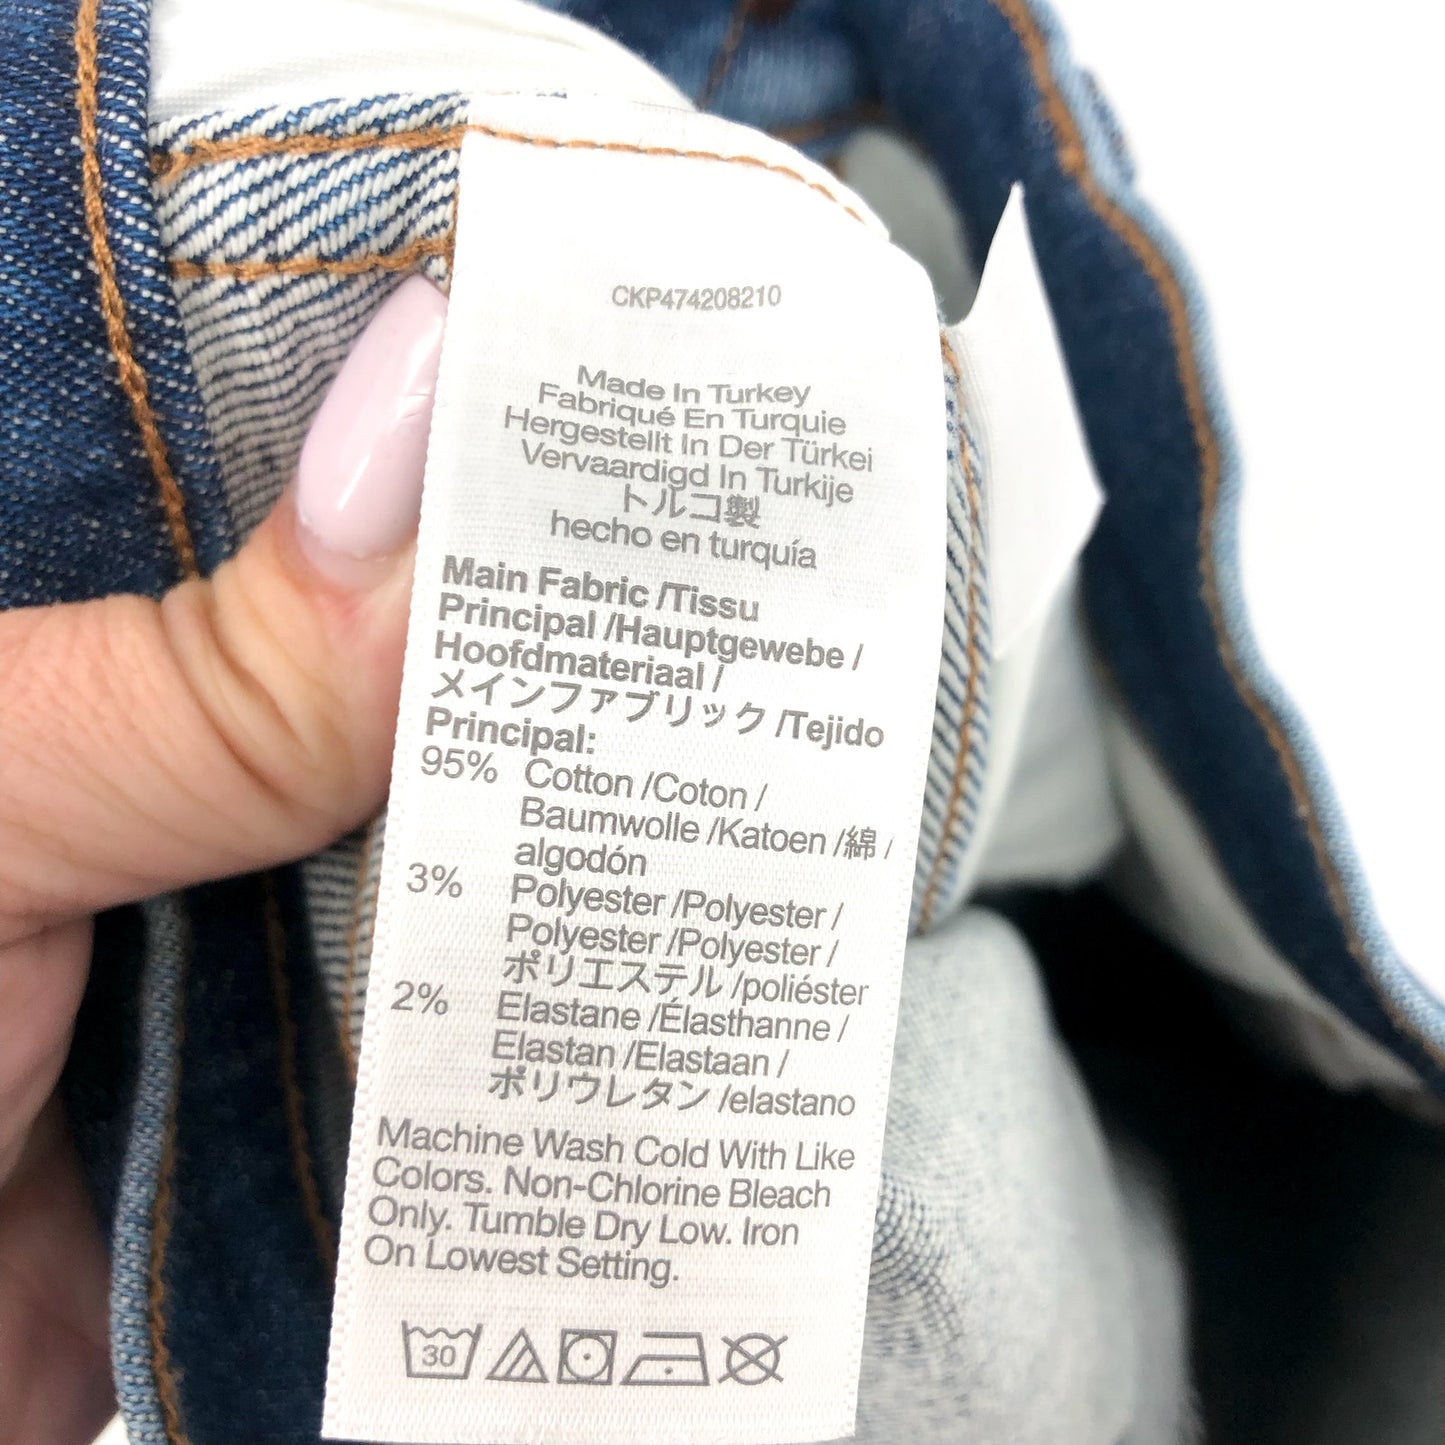 CKP474208210
Made In Turkey
Fabriqué En Turquie
Hergestellt In Der Türkei
Vervaardigd In Turkije
トルコ製
hecho en turquía
Main Fabric /Tissu
Principal /Hauptgewebe /
Hoofdmateriaal /
メインファブリック /Tejido
Principal:
95% Cotton /Coton /
Baumwolle /Katoen /綿 /
algodón
3% Polyester /Polyester /
Polyester /Polyester /
ポリエステル /poliéster
2% Elastane /Élasthanne /
Elastan /Elastaan /
ポリウレタン /elastano
Machine Wash Cold With Like
Colors. Non-Chlorine Bleach
Only. Tumble Dry Low. Iron
On Lowest Setting.
30